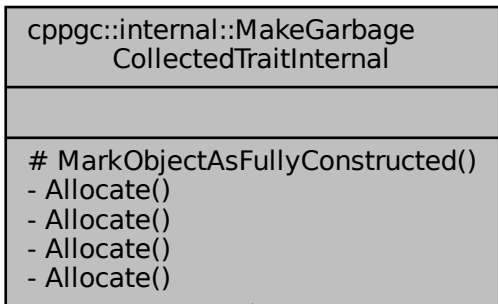 cppgc::internal::MakeGarbage
CollectedTraitInternal
# MarkObjectAsFullyConstructed()
- Allocate()
- Allocate()
- Allocate()
- Allocate()